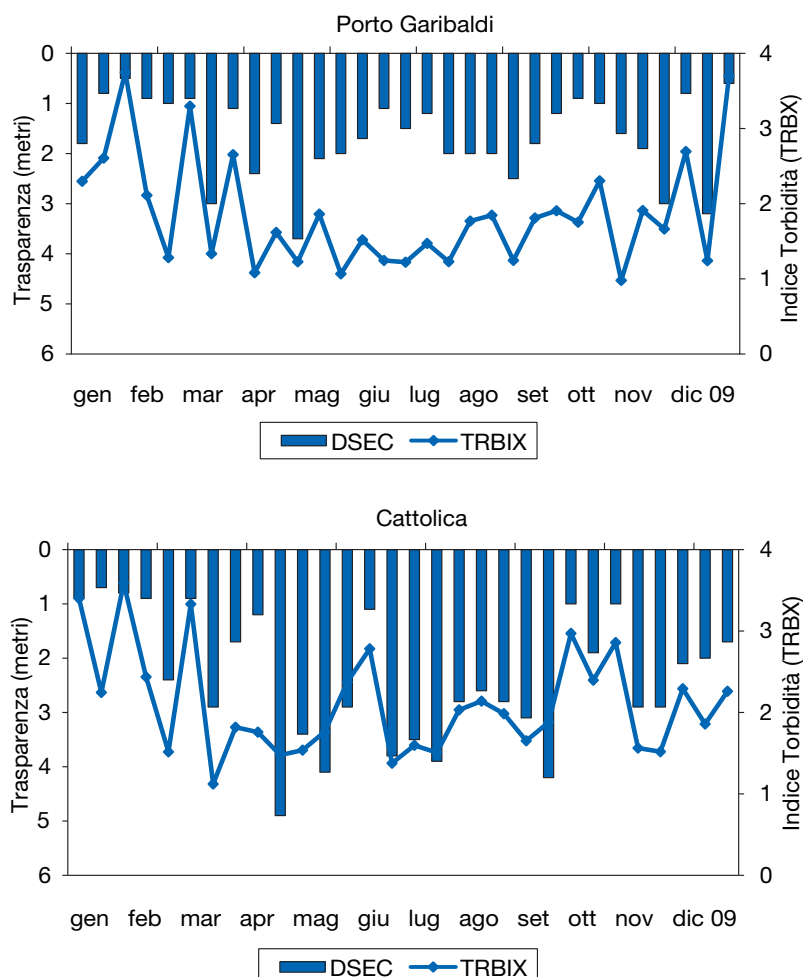 Porto Garibaldi
0
1
2
3
4
5
6
Trasparenza (metri)
4
3
2
1
0
Indice Torbidità (TRBX)
gen feb mar apr mag giu lug ago set ott nov dic 09
DSEC TRBIX
Cattolica
0
1
2
3
4
5
6
Trasparenza (metri)
4
3
2
1
0
Indice Torbidità (TRBX)
gen feb mar apr mag giu lug ago set ott nov dic 09
DSEC TRBIX